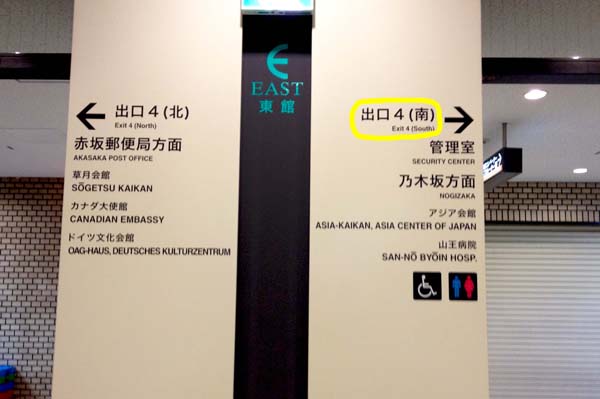 EAST
東館
出口4(北)
Exit 4 (North)
赤坂郵便局方面
AKASAKA POST OFFICE
草月会館
SŌGETSU KAIKAN
カナダ大使館
CANADIAN EMBASSY
ドイツ文化会館
OAG-HAUS, DEUTSCHES KULTURZENTRUM
出口4(南)
Exit 4 (South)
管理室
SECURITY CENTER
乃木坂方面
NOGIZAKA
アジア会館
ASIA-KAIKAN, ASIA CENTER OF JAPAN
山王病院
SAN-NŌ BYŌIN HOSP.